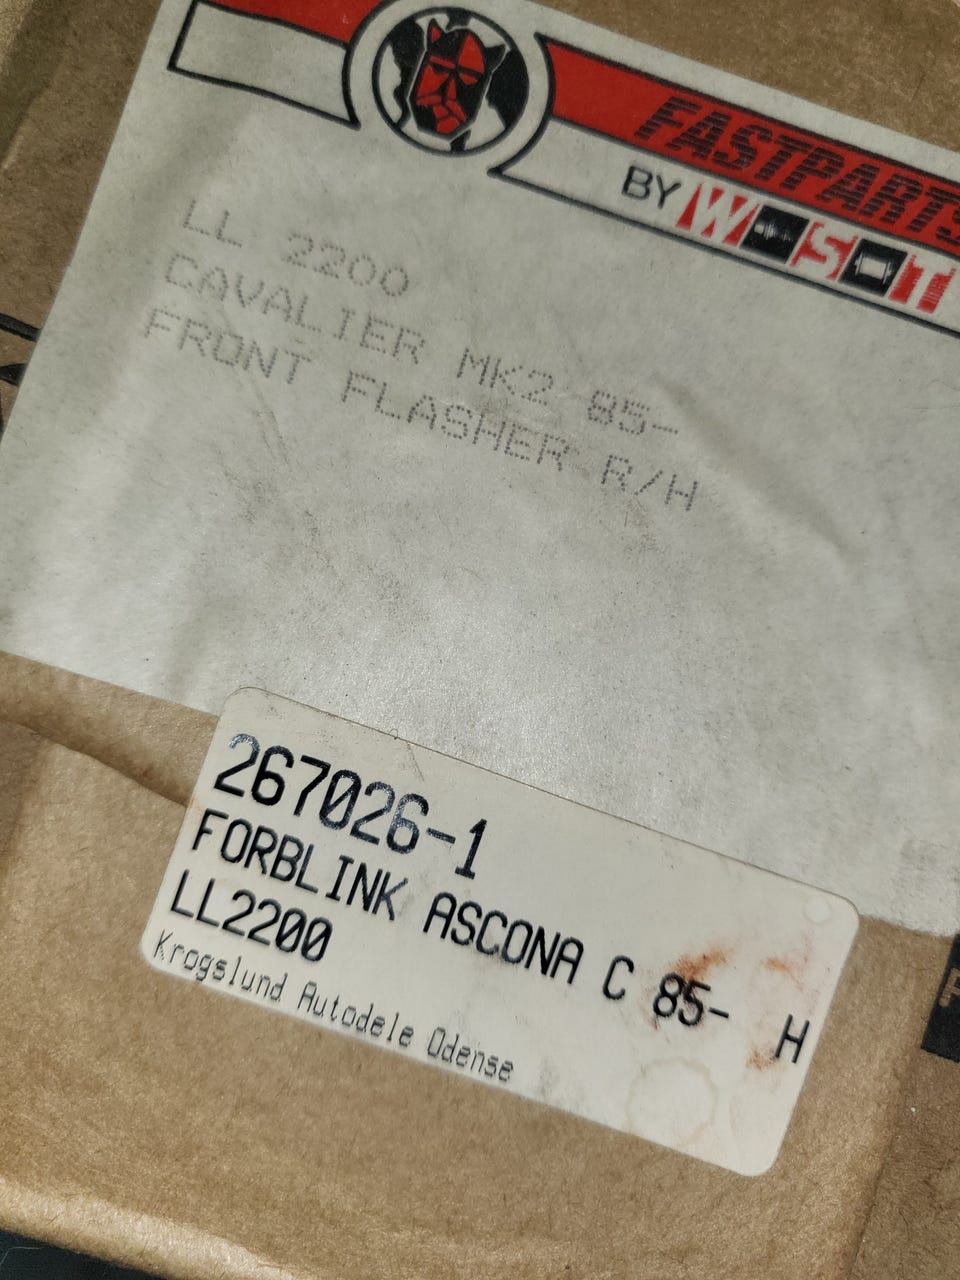 FASTPARTS
BY W S T
LL 2200
CAVALIER MK2 85-
FRONT FLASHER R/H
267026-1
FORBLINK ASCONA C 85- H
LL2200
Krogslund Autodele Odense